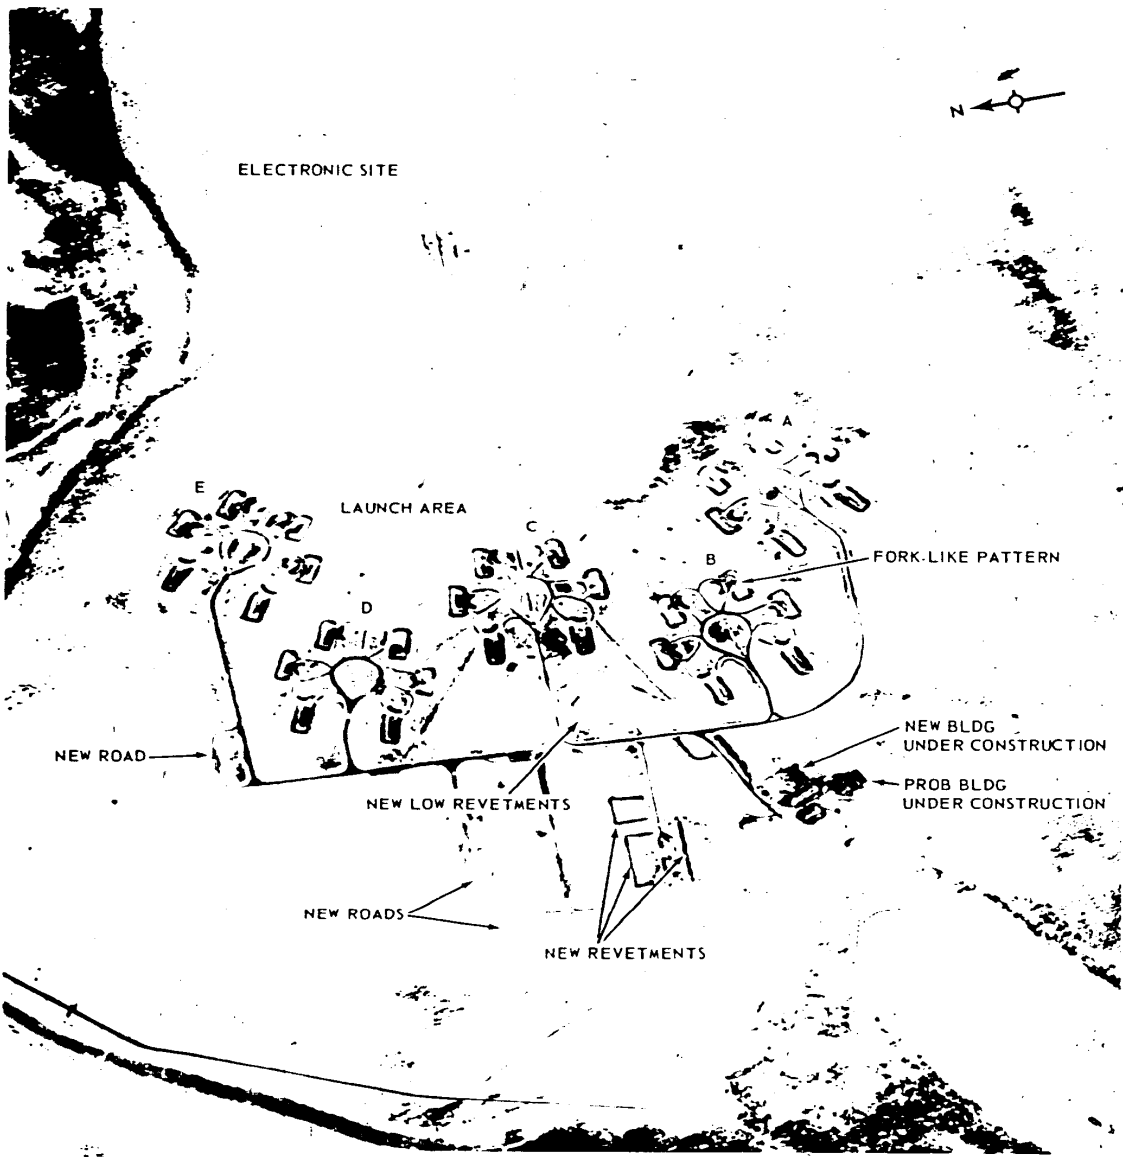 N
ELECTRONIC SITE
A
E
LAUNCH AREA
C
B
FORK-LIKE PATTERN
D
NEW BLDG
UNDER CONSTRUCTION
NEW ROAD
PROB BLDG
UNDER CONSTRUCTION
NEW LOW REVETMENTS
NEW ROADS
NEW REVETMENTS